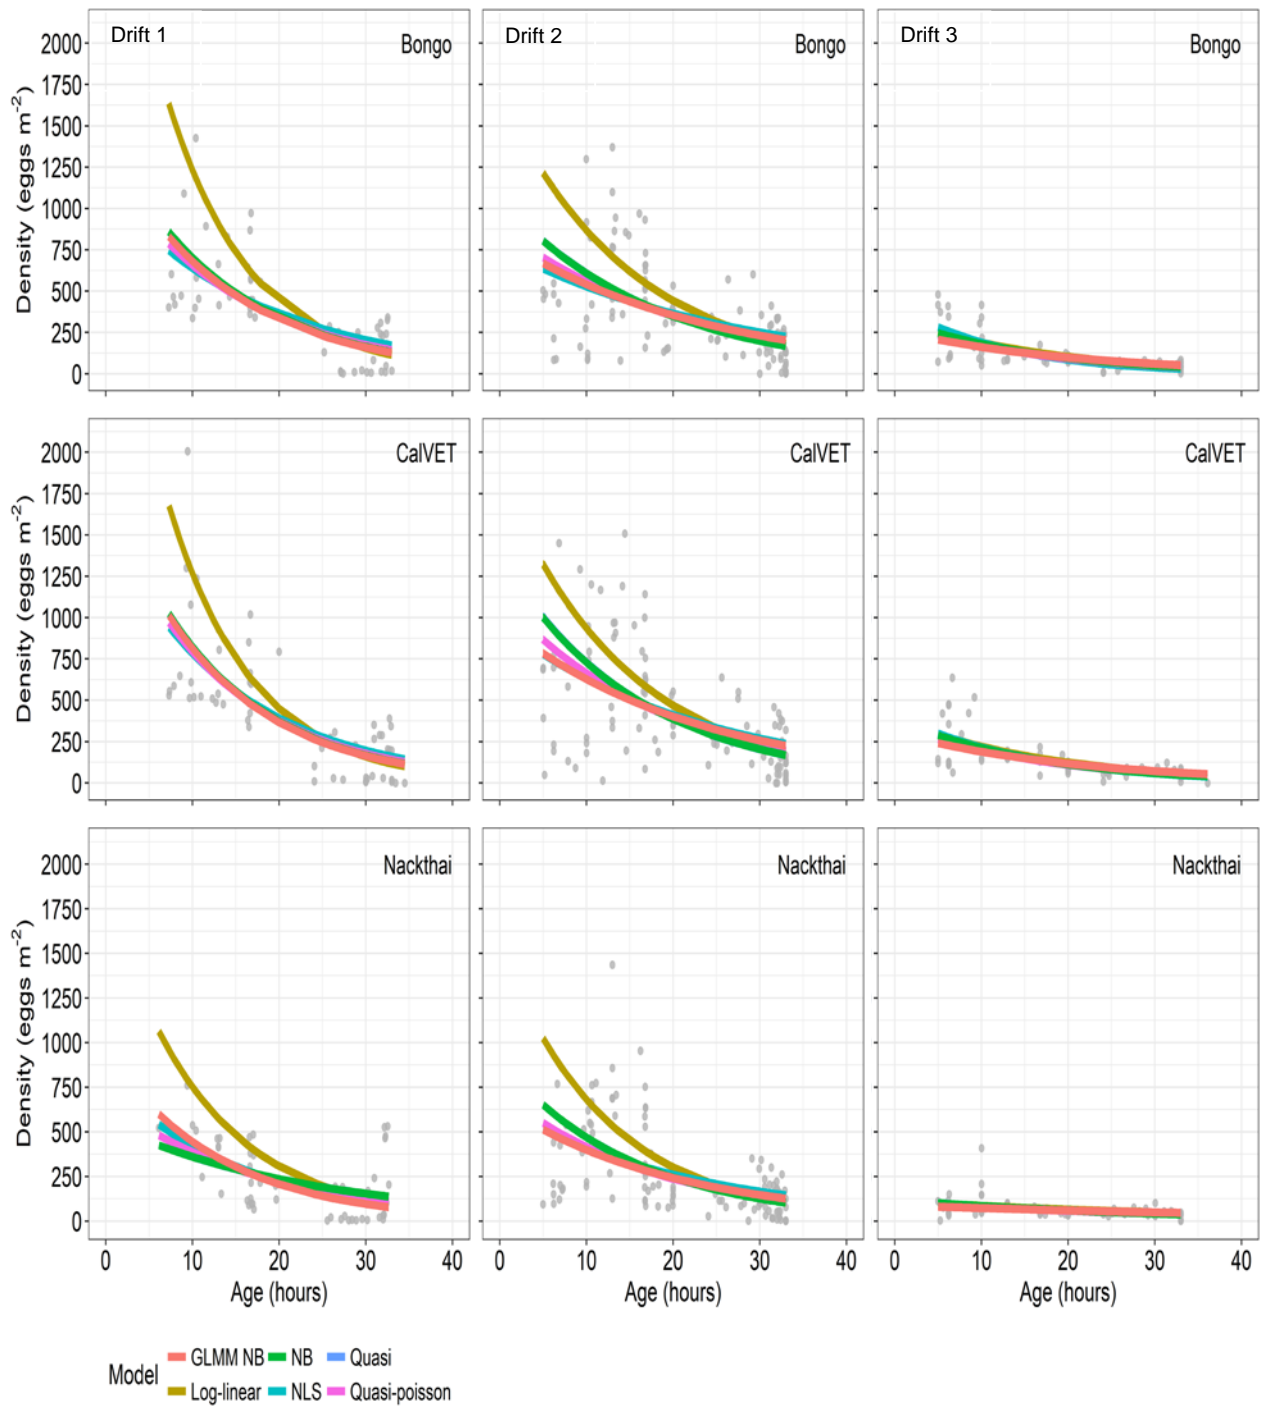 Drift 1
Bongo
Drift 2
Bongo
Drift 3
Bongo
Density (eggs m-2)
2000
1750
1500
1250
1000
750
500
250
0
CalVET
CalVET
CalVET
Density (eggs m-2)
2000
1750
1500
1250
1000
750
500
250
0
Nackthai
Nackthai
Nackthai
Density (eggs m-2)
2000
1750
1500
1250
1000
750
500
250
0
0 10 20 30 40 0 10 20 30 40 0 10 20 30 40
Age (hours) Age (hours) Age (hours)
Model
GLMM NB NB Quasi
Log-linear NLS Quasi-poisson